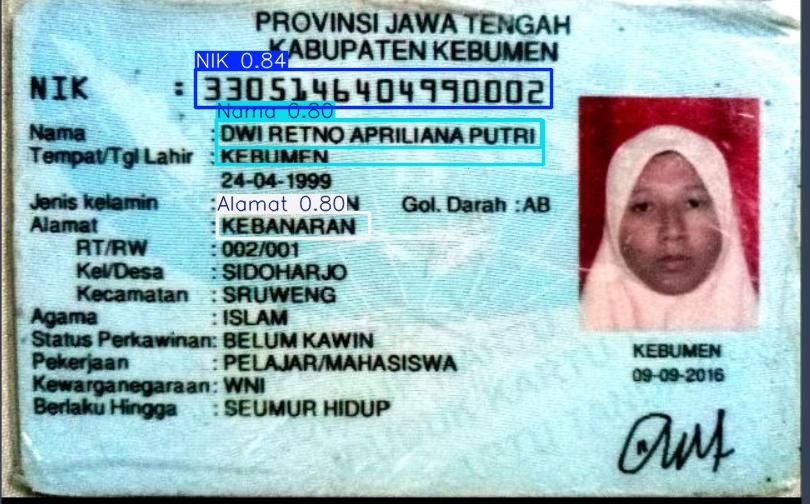 PROVINSI JAWA TENGAH
KABUPATEN KEBUMEN
NIK 0.84
NIK : 3305146404990002
Nama 0.80
Nama : DWI RETNO APRILIANA PUTRI
Tempat/Tgl Lahir : KEBUMEN
24-04-1999
Jenis kelamin : Gol. Darah : AB
Alamat 0.80
Alamat : KEBANARAN
RT/RW : 002/001
Kel/Desa : SIDOHARJO
Kecamatan : SRUWENG
Agama : ISLAM
Status Perkawinan: BELUM KAWIN
Pekerjaan : PELAJAR/MAHASISWA
Kewarganegaraan: WNI
Berlaku Hingga : SEUMUR HIDUP
KEBUMEN
09-09-2016